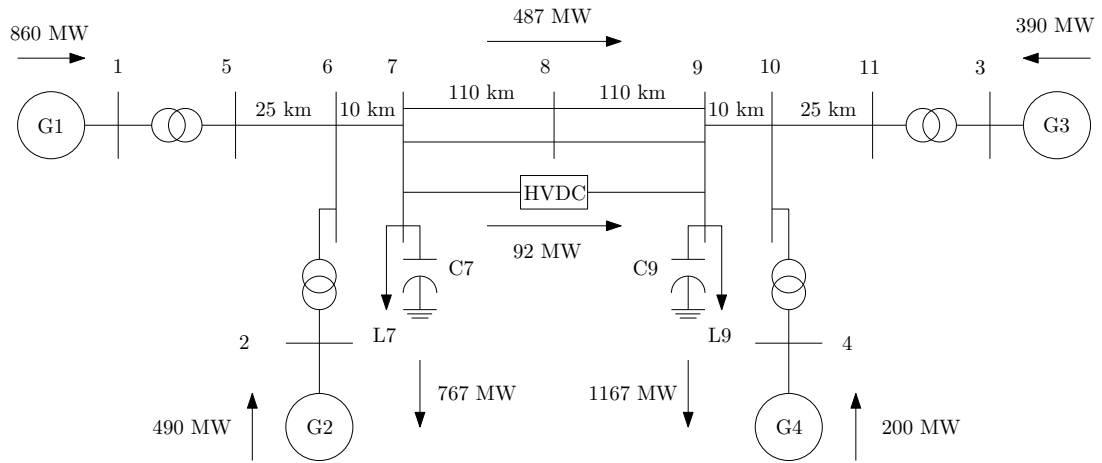 487 MW
860 MW
390 MW
1 5 6 7 8 9 10 11 3
110 km 110 km
25 km 10 km 10 km 25 km
G1 G3
HVDC
92 MW
C7 C9
L7 L9
2 4
767 MW 1167 MW
490 MW G2 G4 200 MW